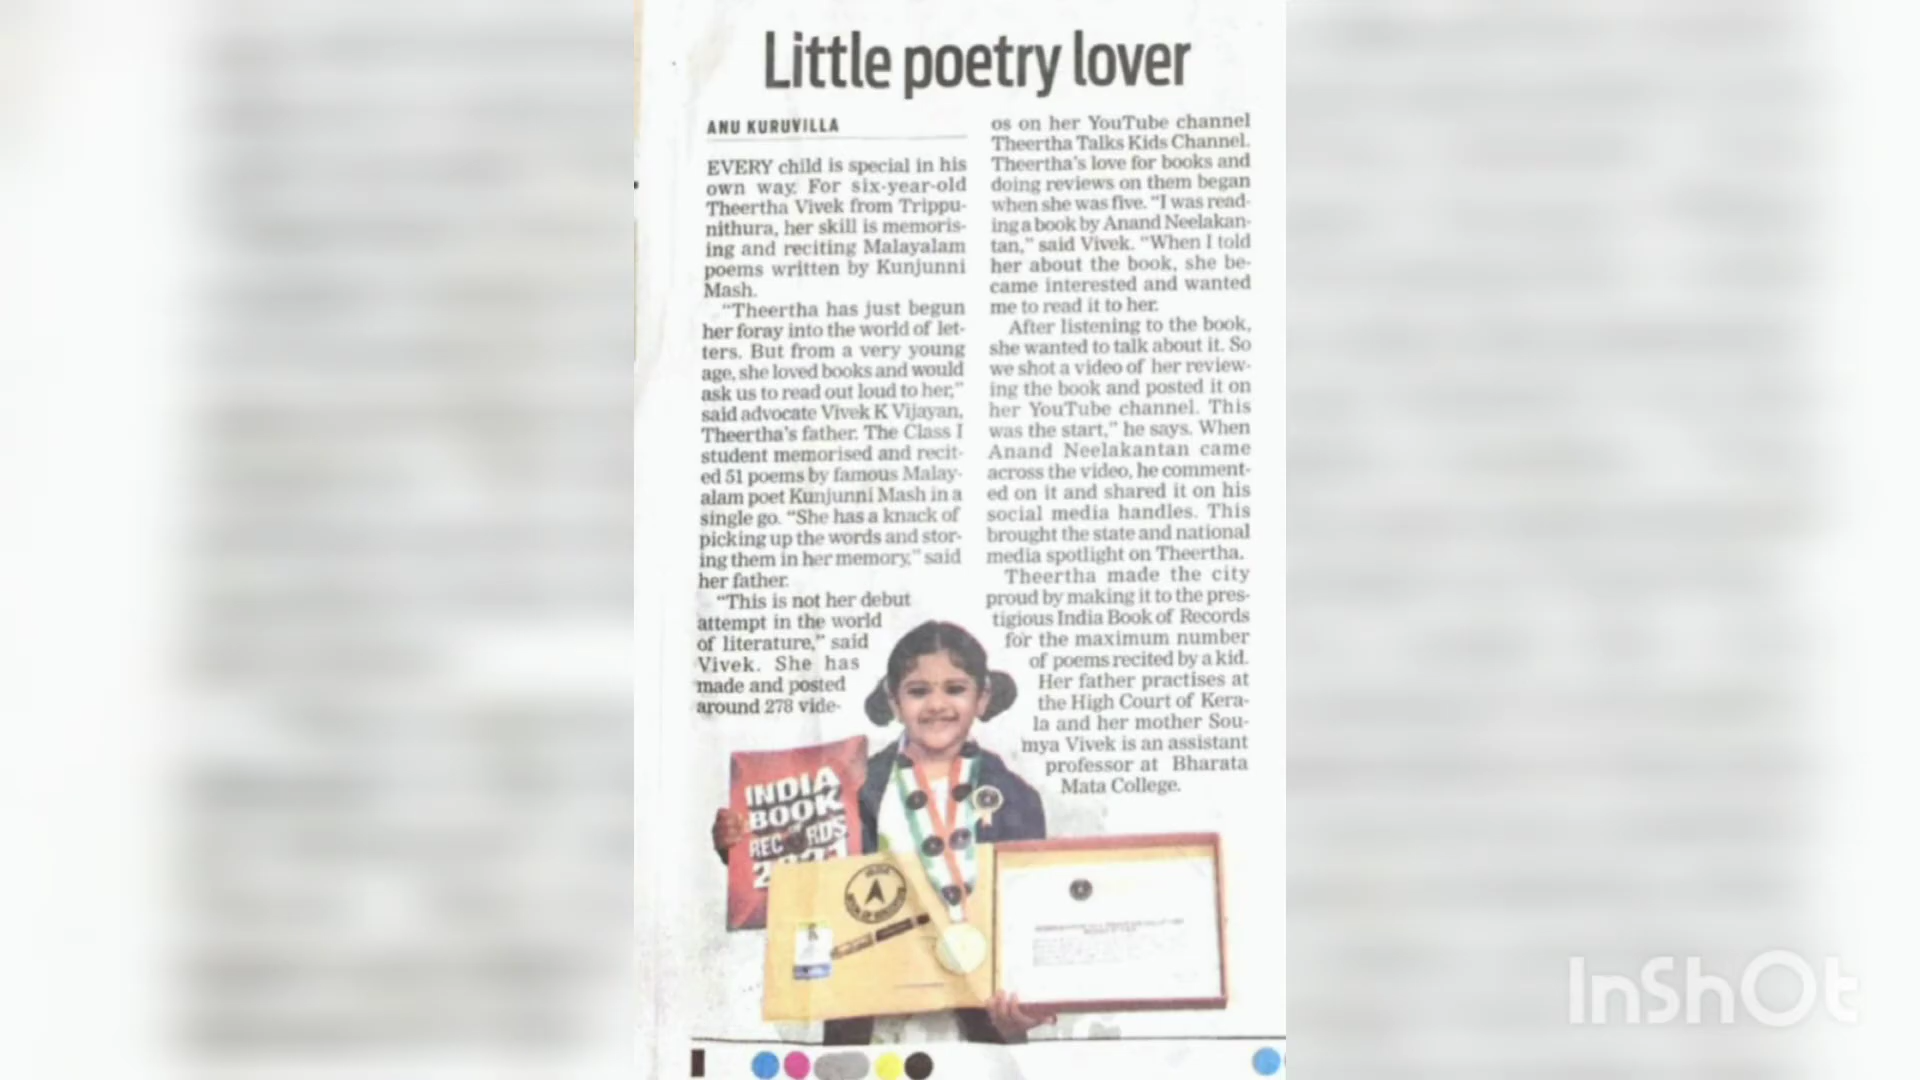 Little poetry lover
ANU KURUVILLA
EVERY child is special in his
own way. For six-year-old
Theertha Vivek from Trippu-
nithura, her skill is memoris-
ing and reciting Malayalam
poems written by Kunjunni
Mash.
"Theertha has just begun
her foray into the world of let-
ters. But from a very young
age, she loved books and would
ask us to read out loud to her,"
said advocate Vivek K Vijayan,
Theertha's father. The Class I
student memorised and recit-
ed 51 poems by famous Malay-
alam poet Kunjunni Mash in a
single go. "She has a knack of
picking up the words and stor-
ing them in her memory," said
her father.
"This is not her debut
attempt in the world
of literature," said
Vivek. She has
made and posted
around 278 vide-
os on her YouTube channel
Theertha Talks Kids Channel.
Theertha's love for books and
doing reviews on them began
when she was five. "I was read-
ing a book by Anand Neelakan-
tan," said Vivek. "When I told
her about the book, she be-
came interested and wanted
me to read it to her.
After listening to the book,
she wanted to talk about it. So
we shot a video of her review-
ing the book and posted it on
her YouTube channel. This
was the start," he says. When
Anand Neelakantan came
across the video, he comment-
ed on it and shared it on his
social media handles. This
brought the state and national
media spotlight on Theertha.
Theertha made the city
proud by making it to the pres-
tigious India Book of Records
for the maximum number
of poems recited by a kid.
Her father practises at
the High Court of Kera-
la and her mother Sou-
mya Vivek is an assistant
professor at Bharata
Mata College.
INDIA
BOOK
OF
RECORDS
InShOt